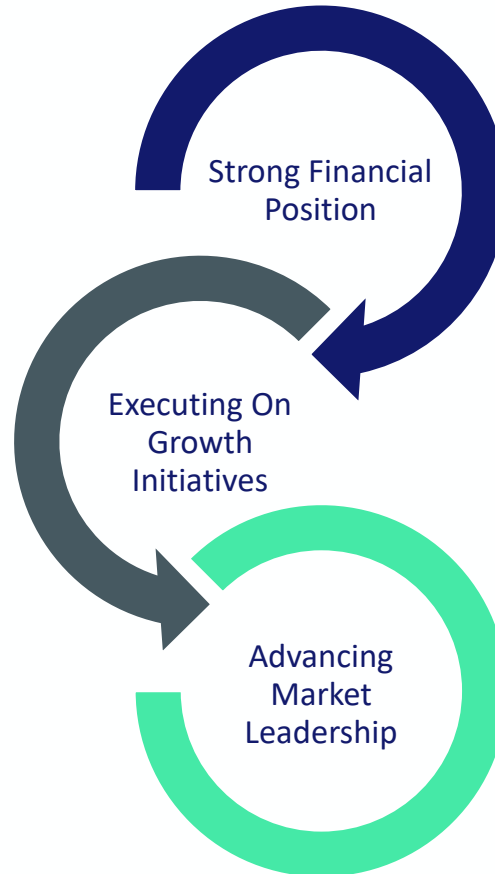 Strong Financial
Position
Executing On
Growth
Initiatives
Advancing
Market
Leadership